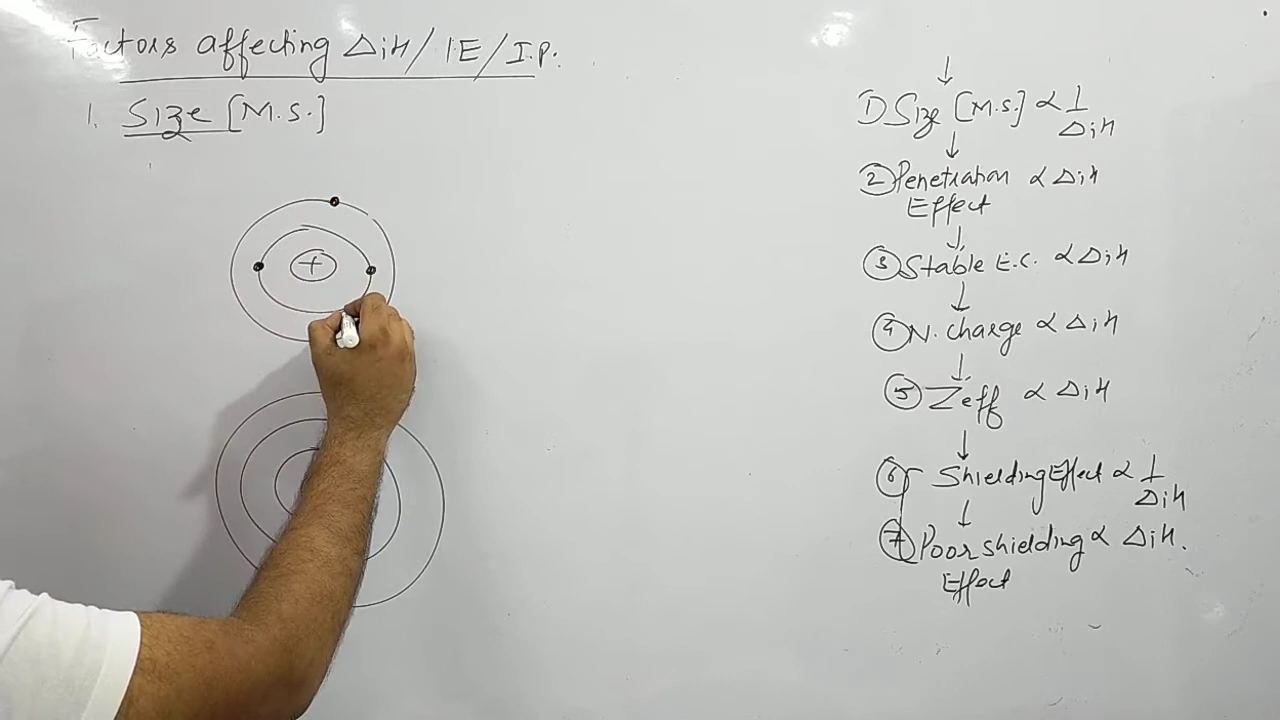 Factors affecting ΔiH/IE/I.P.
1. Size [M.S.]
+
① Size [M.S.] ∝ 1/ΔiH
② Penetration ∝ ΔiH
Effect
③ Stable E.C. ∝ ΔiH
④ N. charge ∝ ΔiH
⑤ Zeff ∝ ΔiH
⑥ Shielding Effect ∝ 1/ΔiH
⑦ Poor shielding ∝ ΔiH.
Effect